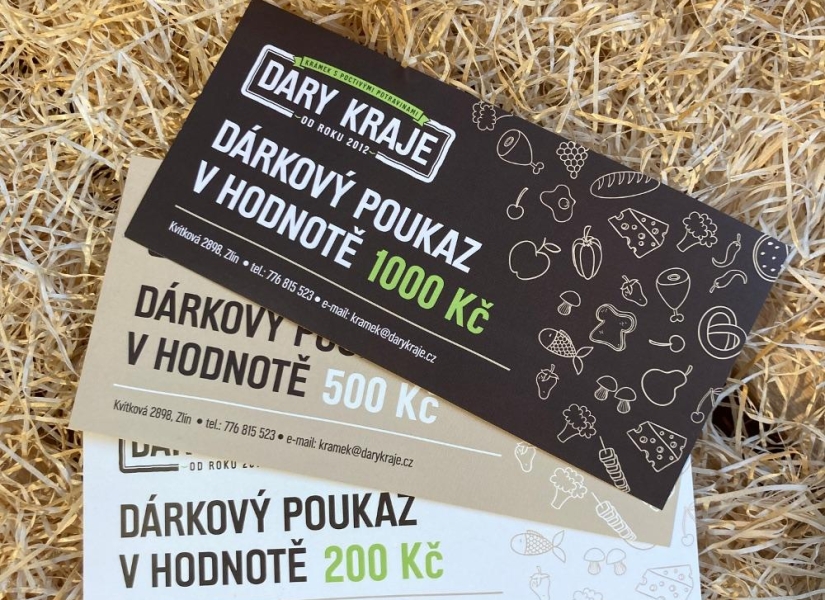 KRÁMEK S POCTIVÝMI POTRAVINAMI
DARY KRAJE
OD ROKU 2012
DÁRKOVÝ POUKAZ
V HODNOTĚ 1000 Kč
Kvítková 2898, Zlín • tel.: 776 815 523 • e-mail: kramek@darykraje.cz
DÁRKOVÝ
V HODNOTĚ 500 Kč
Kvítková 2898, Zlín • tel.: 776 815 523 • e-mail: kramek@darykraje.cz
OD ROKU
DÁRKOVÝ POUKAZ
V HODNOTĚ 200 Kč